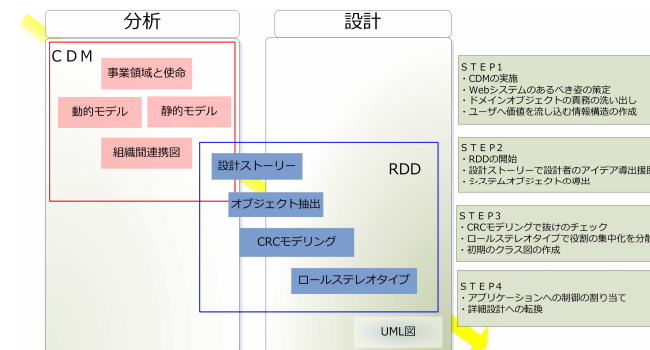 分析
設計
CDM
事業領域と使命
動的モデル
静的モデル
組織間連携図
設計ストーリー
RDD
オブジェクト抽出
CRCモデリング
ロールステレオタイプ
UML図
STEP1
・CDMの実施
・Webシステムのあるべき姿の策定
・ドメインオブジェクトの責務の洗い出し
・ユーザへ価値を流し込む情報構造の作成
STEP2
・RDDの開始
・設計ストーリーで設計者のアイデア導出援
・システムオブジェクトの導出
STEP3
・CRCモデリングで抜けのチェック
・ロールステレオタイプで役割の集中化を分散
・初期のクラス図の作成
STEP4
・アプリケーションへの制御の割り当て
・詳細設計への転換